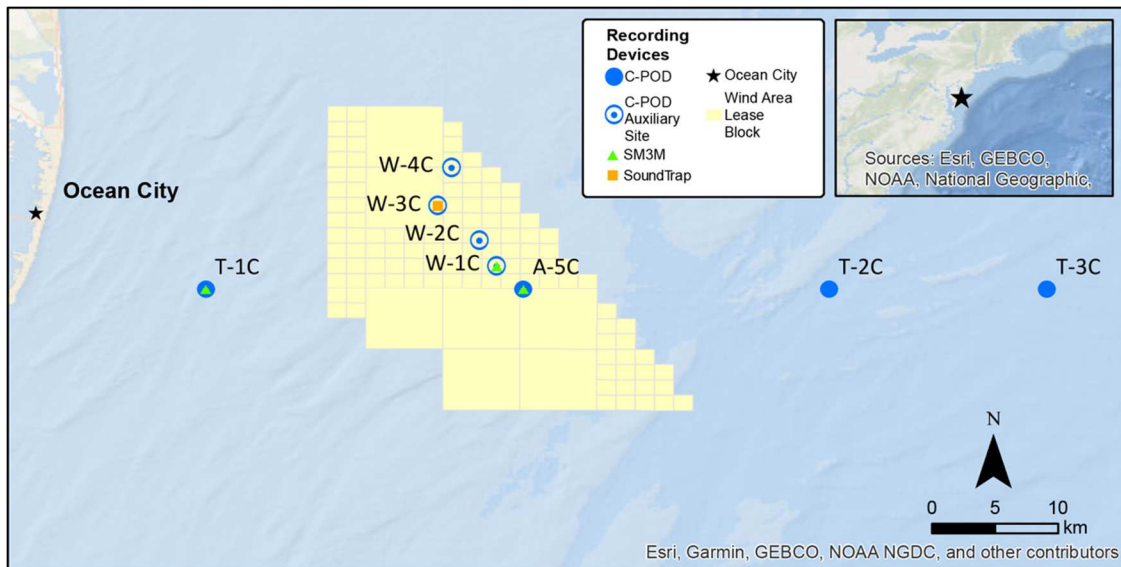 Recording
Devices
C-POD
C-POD
Auxiliary
Site
SM3M
SoundTrap
Ocean City
Wind Area
Lease
Block
Sources: Esri, GEBCO,
NOAA, National Geographic,
W-4C
Ocean City
W-3C
W-2C
W-1C
A-5C
T-1C
T-2C
T-3C
N
0 5 10
km
Esri, Garmin, GEBCO, NOAA NGDC, and other contributors